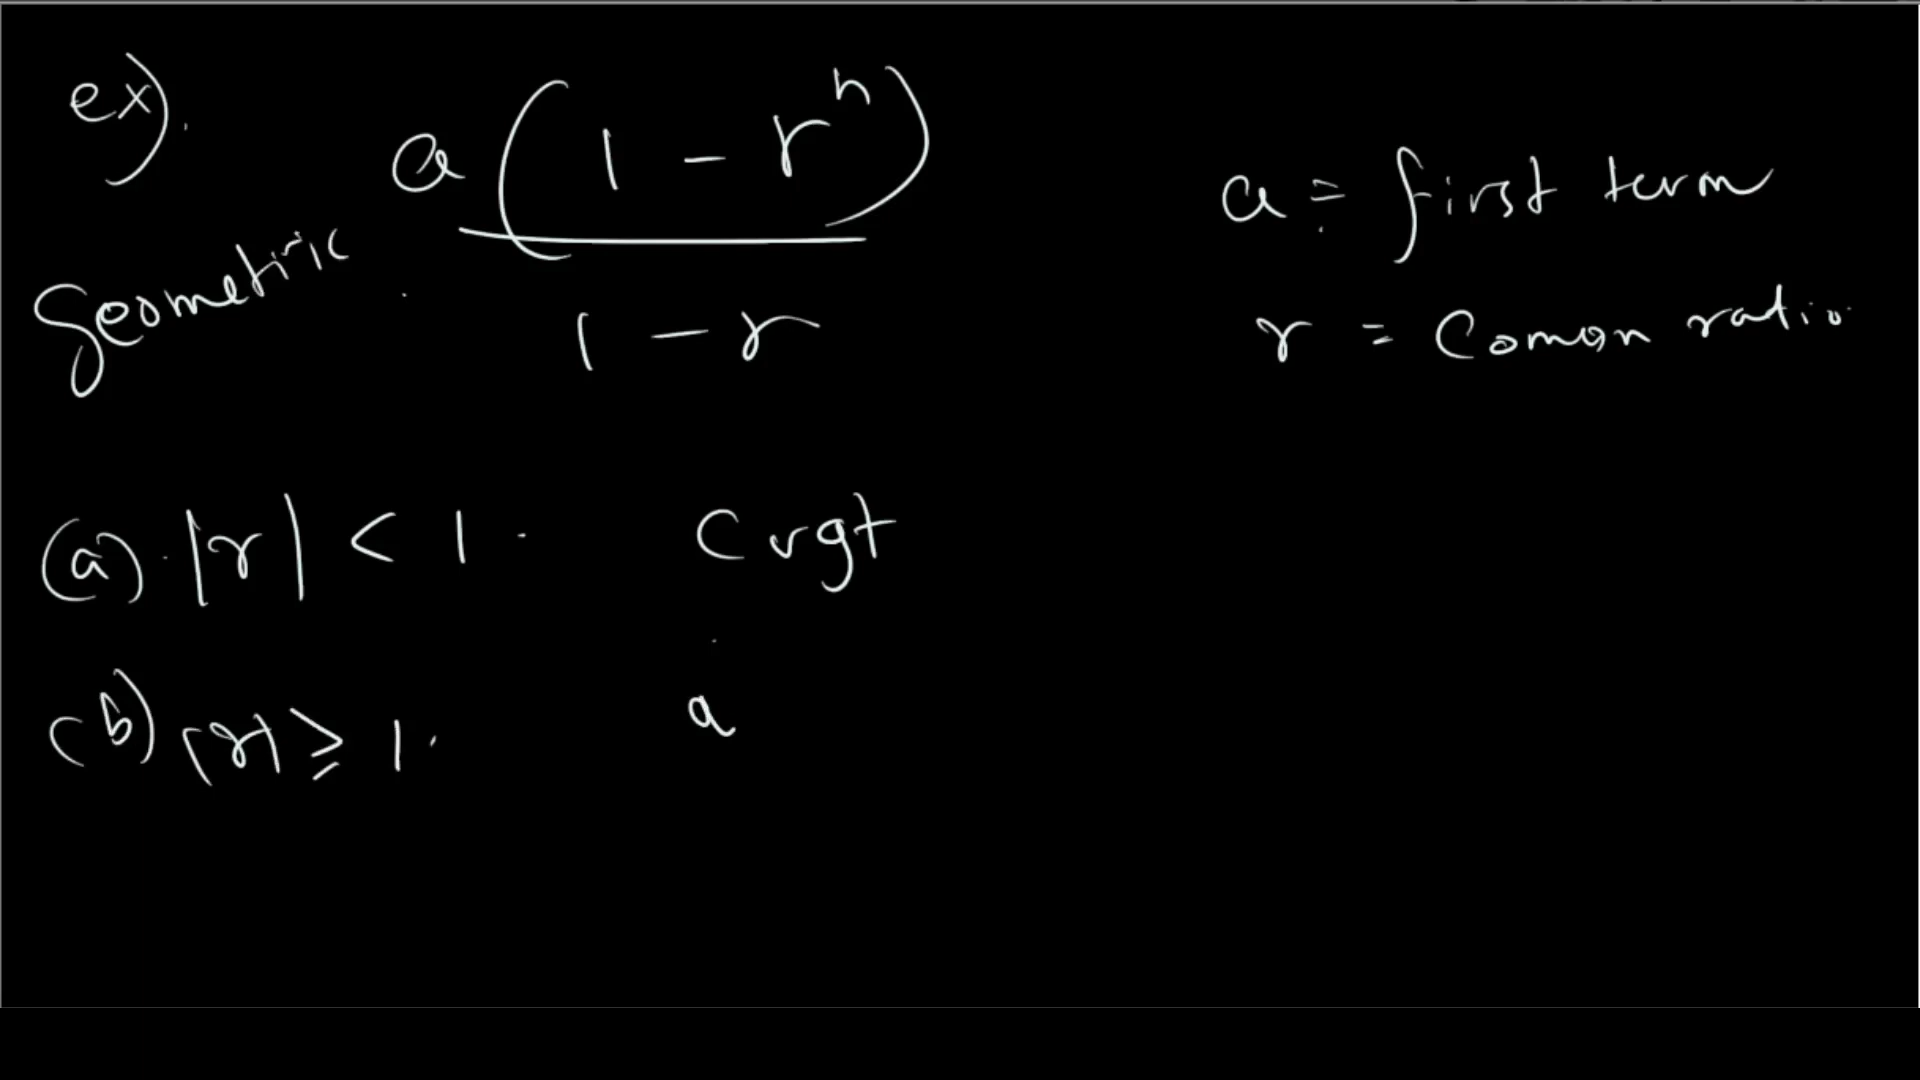 ex).
a(1 - r^n)
Geometric
1 - r
a = first term
r = Comon ratio
(a). |r| < 1. Cvgt
(b) |r| ≥ 1. a